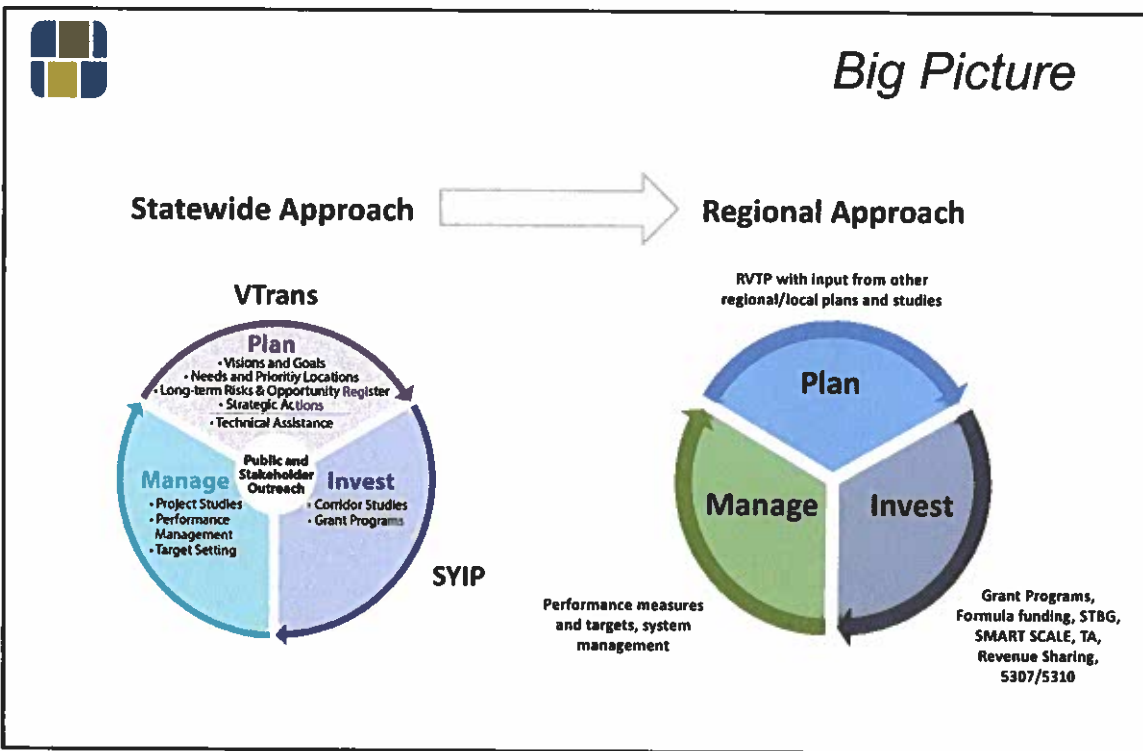 Big Picture
Statewide Approach
Regional Approach
VTrans
Plan
• Visions and Goals
• Needs and Prioritiy Locations
• Long-term Risks & Opportunity Register
• Strategic Actions
• Technical Assistance
Public and
Stakeholder
Outreach
Manage
• Project Studies
• Performance
Management
• Target Setting
Invest
• Corridor Studies
• Grant Programs
SYIP
RVTP with input from other
regional/local plans and studies
Plan
Manage
Invest
Performance measures
and targets, system
management
Grant Programs,
Formula funding, STBG,
SMART SCALE, TA,
Revenue Sharing,
5307/5310